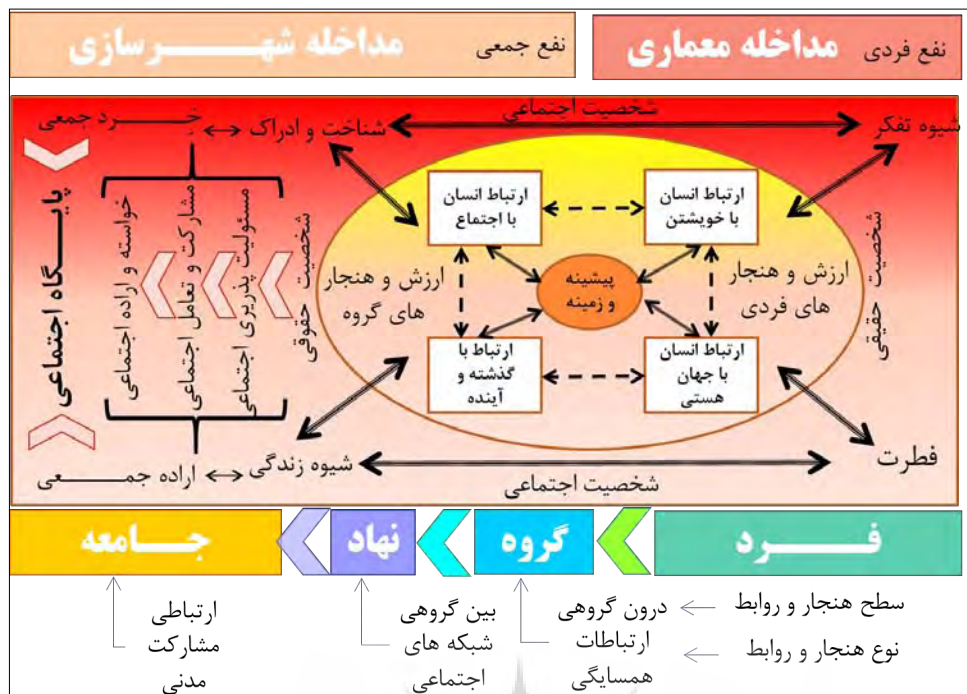 مداخله معماری نفع فردی
مداخله شهرسازی نفع جمعی
شخصیت اجتماعی
شیوه تفکر
شناخت و ادراک
خرد جمعی
ارتباط انسان
با خویشتن
ارتباط انسان
با اجتماع
شخصیت حقیقی
ارزش و هنجار
های فردی
پیشینه
و زمینه
ارزش و هنجار
های گروه
شخصیت حقوقی
مسئولیت پذریری اجتماعی
مشارکت و تعامل اجتماعی
خواسته و اراده اجتماعی
پایگاه اجتماعی
ارتباط انسان
با جهان
هستی
ارتباط با
گذشته و
آینده
فطرت
شیوه زندگی
اراده جمعی
شخصیت اجتماعی
فرد
گروه
نهاد
جامعه
سطح هنجار و روابط
نوع هنجار و روابط
درون گروهی
ارتباطات
همسایگی
بین گروهی
شبکه های
اجتماعی
ارتباطی
مشارکت
مدنی